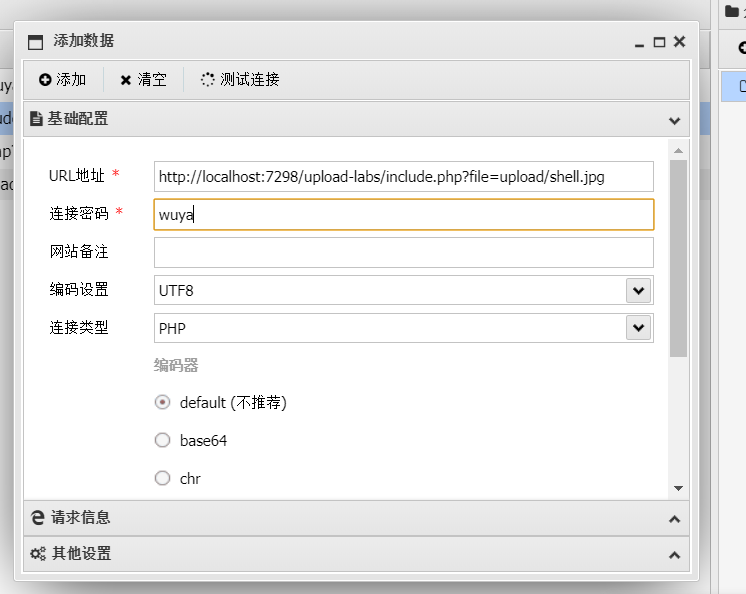 添加数据
添加 清空 测试连接
基础配置
URL地址 * http://localhost:7298/upload-labs/include.php?file=upload/shell.jpg
连接密码 * wuya
网站备注
编码设置 UTF8
连接类型 PHP
编码器
default (不推荐)
base64
chr
请求信息
其他设置